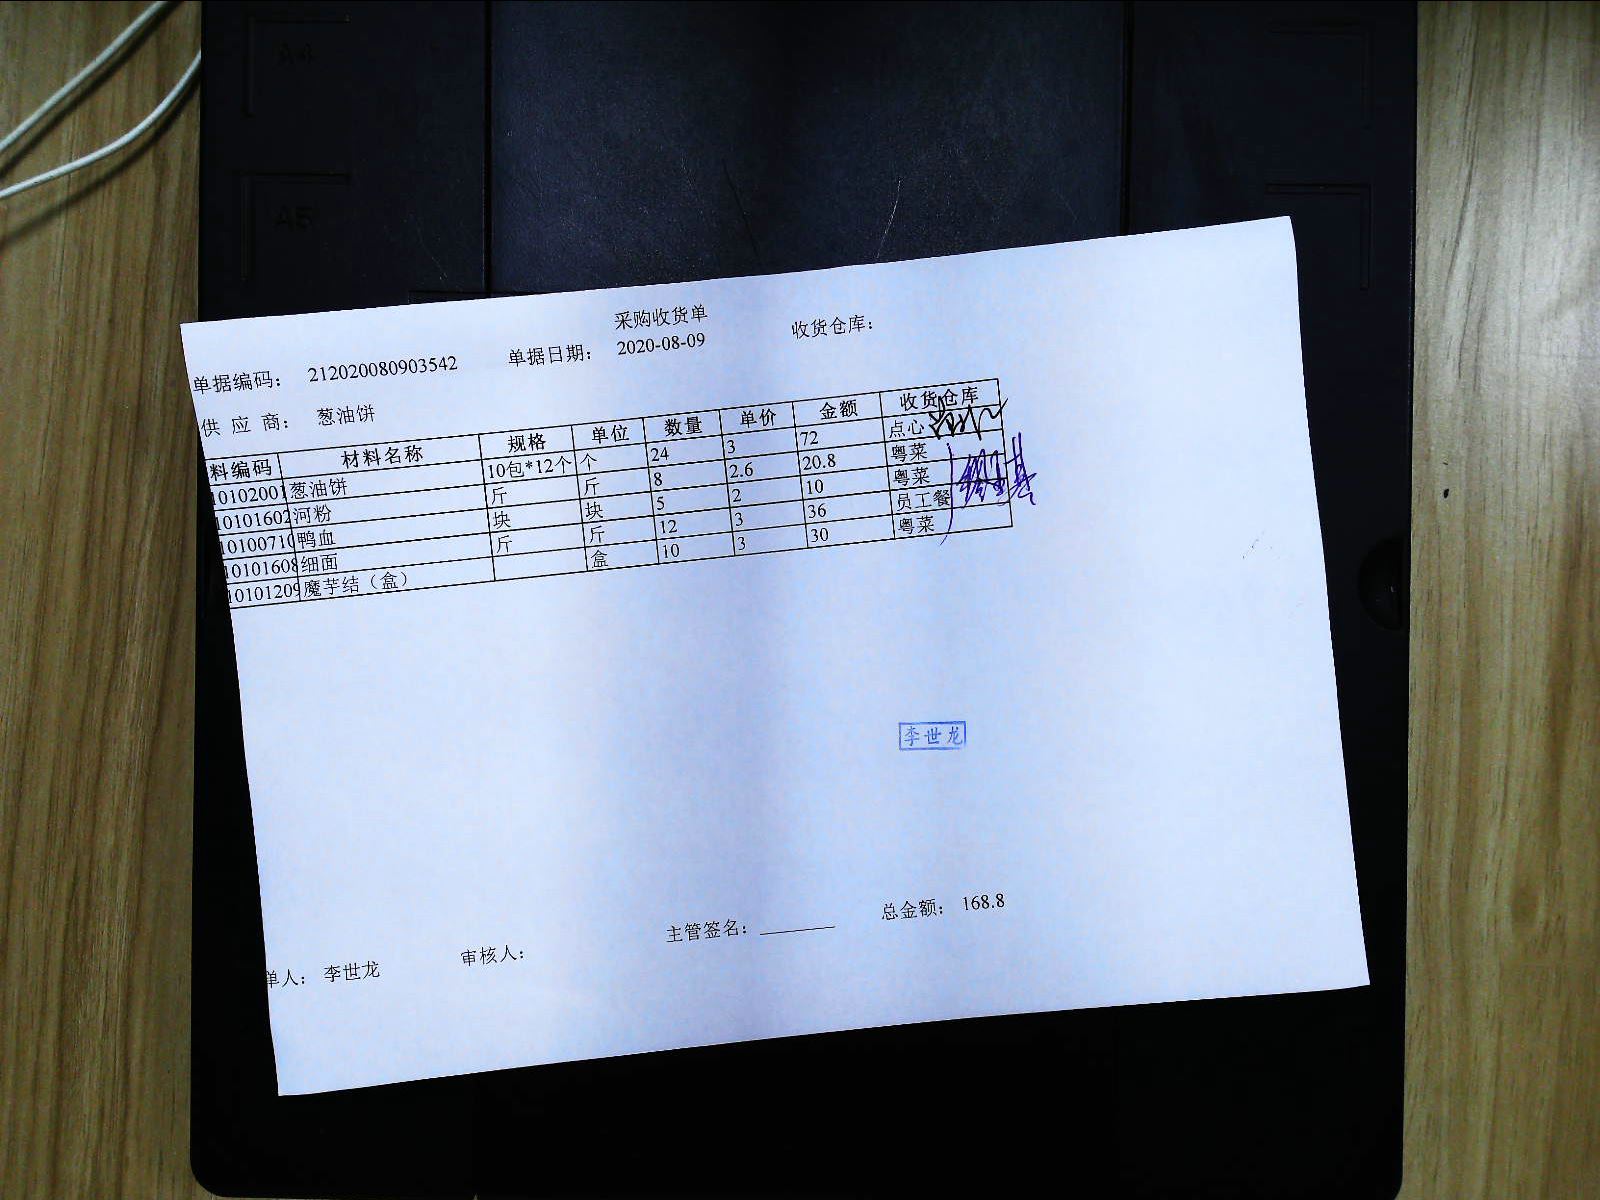 采购收货单
单据编码： 212020080903542 单据日期： 2020-08-09 收货仓库：
供 应 商： 葱油饼
料编码 材料名称 规格 单位 数量 单价 金额 收货仓库
10102001 葱油饼 10包*12个 个 24 3 72 点心
10101602 河粉 斤 斤 8 2.6 20.8 粤菜
10100710 鸭血 块 块 5 2 10 粤菜
10101608 细面 斤 斤 12 3 36 员工餐
10101209 魔芋结（盒） 盒 10 3 30 粤菜
李世龙
单人： 李世龙 审核人： 主管签名： 总金额： 168.8
A4
A5